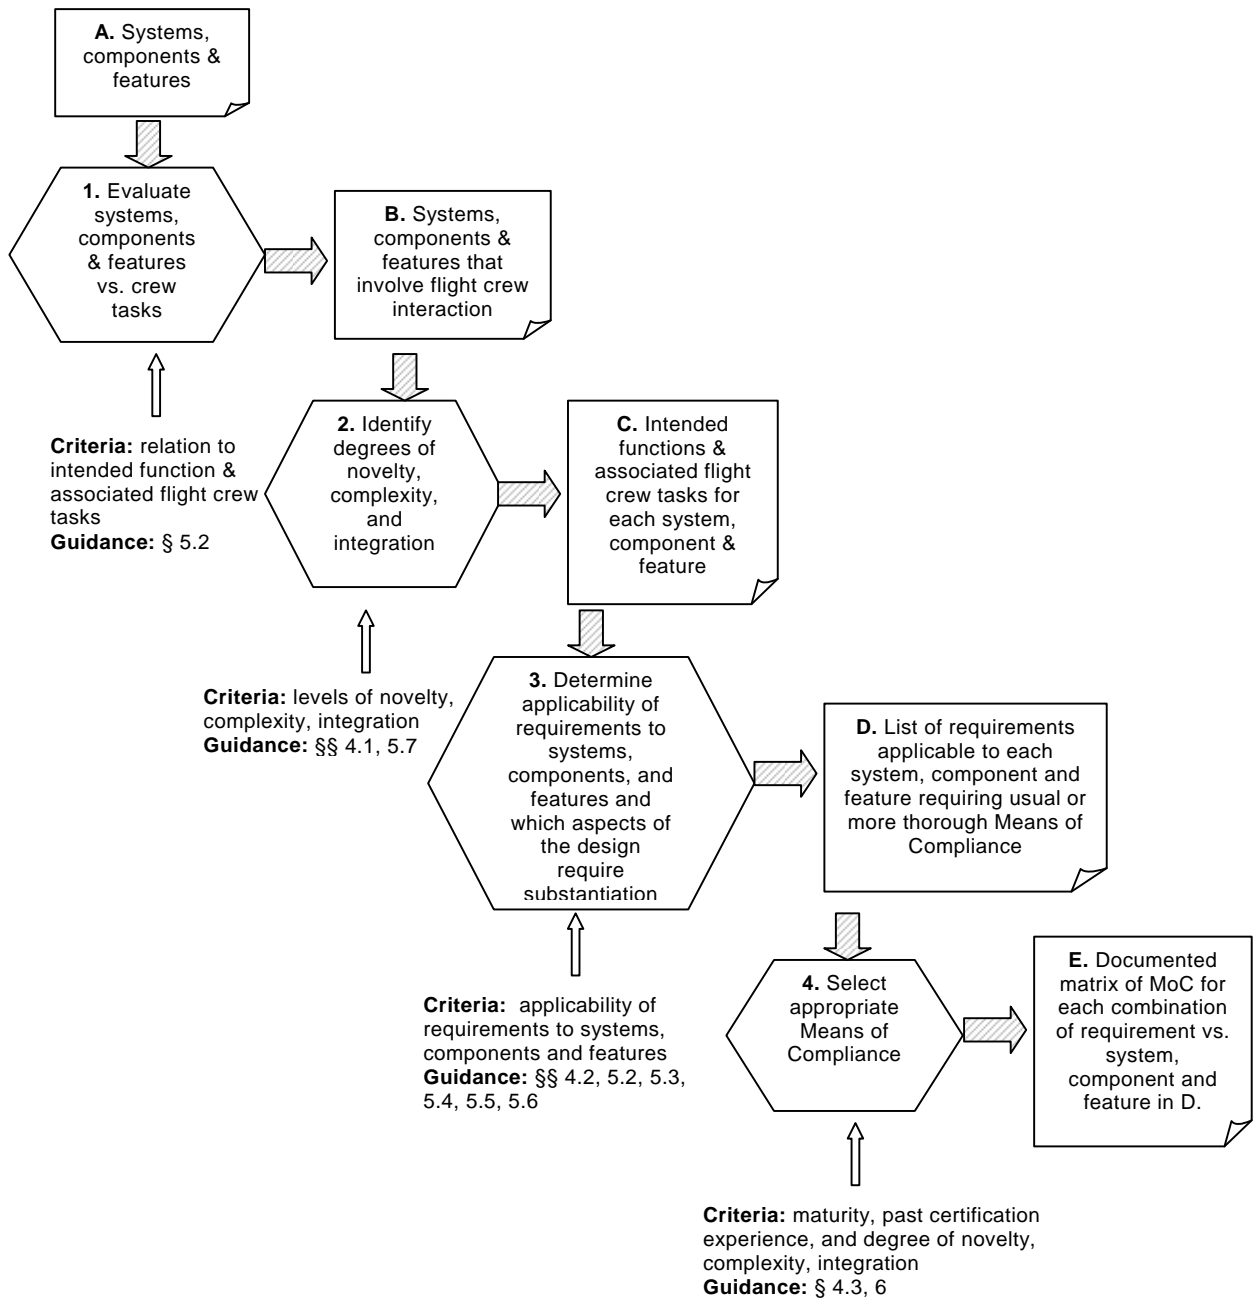 A. Systems,
components &
features
1. Evaluate
systems,
components
& features
vs. crew
tasks
B. Systems,
components &
features that
involve flight crew
interaction
Criteria: relation to
intended function &
associated flight crew
tasks
Guidance: § 5.2
2. Identify
degrees of
novelty,
complexity,
and
integration
C. Intended
functions &
associated flight
crew tasks for
each system,
component &
feature
Criteria: levels of novelty,
complexity, integration
Guidance: §§ 4.1, 5.7
3. Determine
applicability of
requirements to
systems,
components, and
features and
which aspects of
the design
require
substantiation
D. List of requirements
applicable to each
system, component and
feature requiring usual or
more thorough Means of
Compliance
Criteria: applicability of
requirements to systems,
components and features
Guidance: §§ 4.2, 5.2, 5.3,
5.4, 5.5, 5.6
4. Select
appropriate
Means of
Compliance
E. Documented
matrix of MoC for
each combination
of requirement vs.
system,
component and
feature in D.
Criteria: maturity, past certification
experience, and degree of novelty,
complexity, integration
Guidance: § 4.3, 6